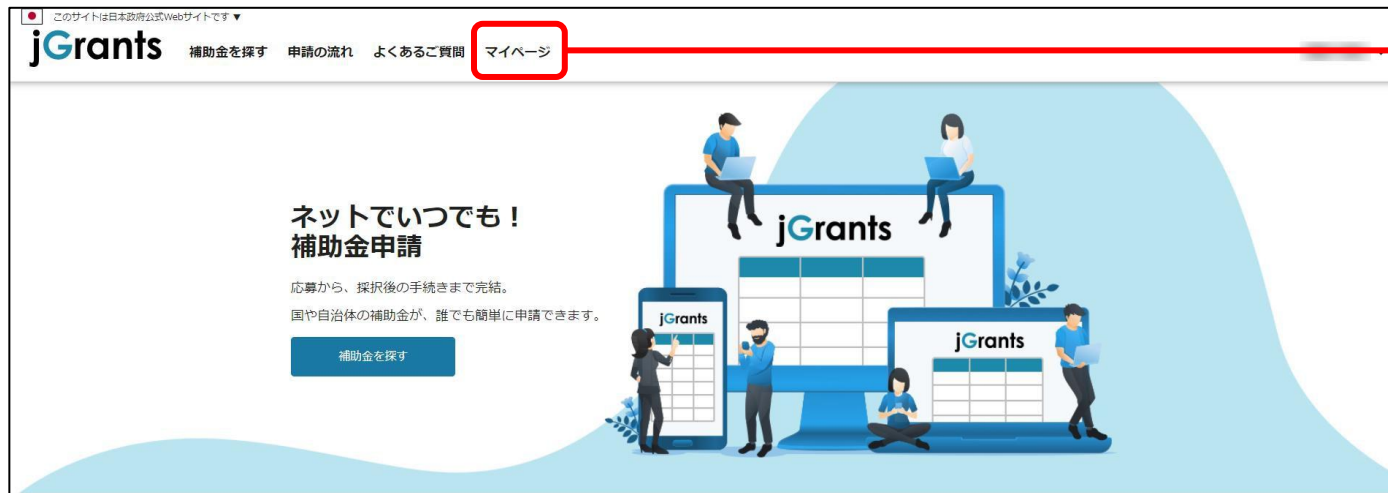 このサイトは日本政府公式Webサイトです▼
jGrants 補助金を探す 申請の流れ よくあるご質問 マイページ
ネットでいつでも！
補助金申請
応募から、採択後の手続きまで完結。
国や自治体の補助金が、誰でも簡単に申請できます。
補助金を探す
jGrants
jGrants
jGrants